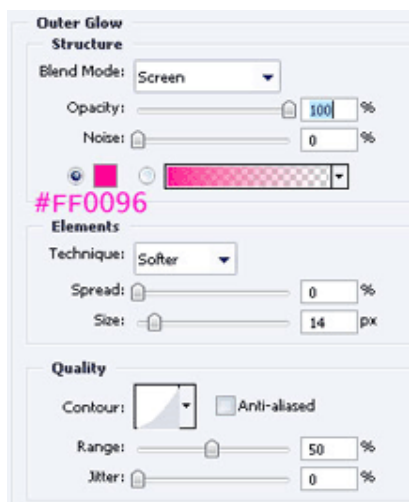 Outer Glow
Structure
Blend Mode: Screen
Opacity: 100 %
Noise: 0 %
#FF0096
Elements
Technique: Softer
Spread: 0 %
Size: 14 px
Quality
Contour: Anti-aliased
Range: 50 %
Jitter: 0 %